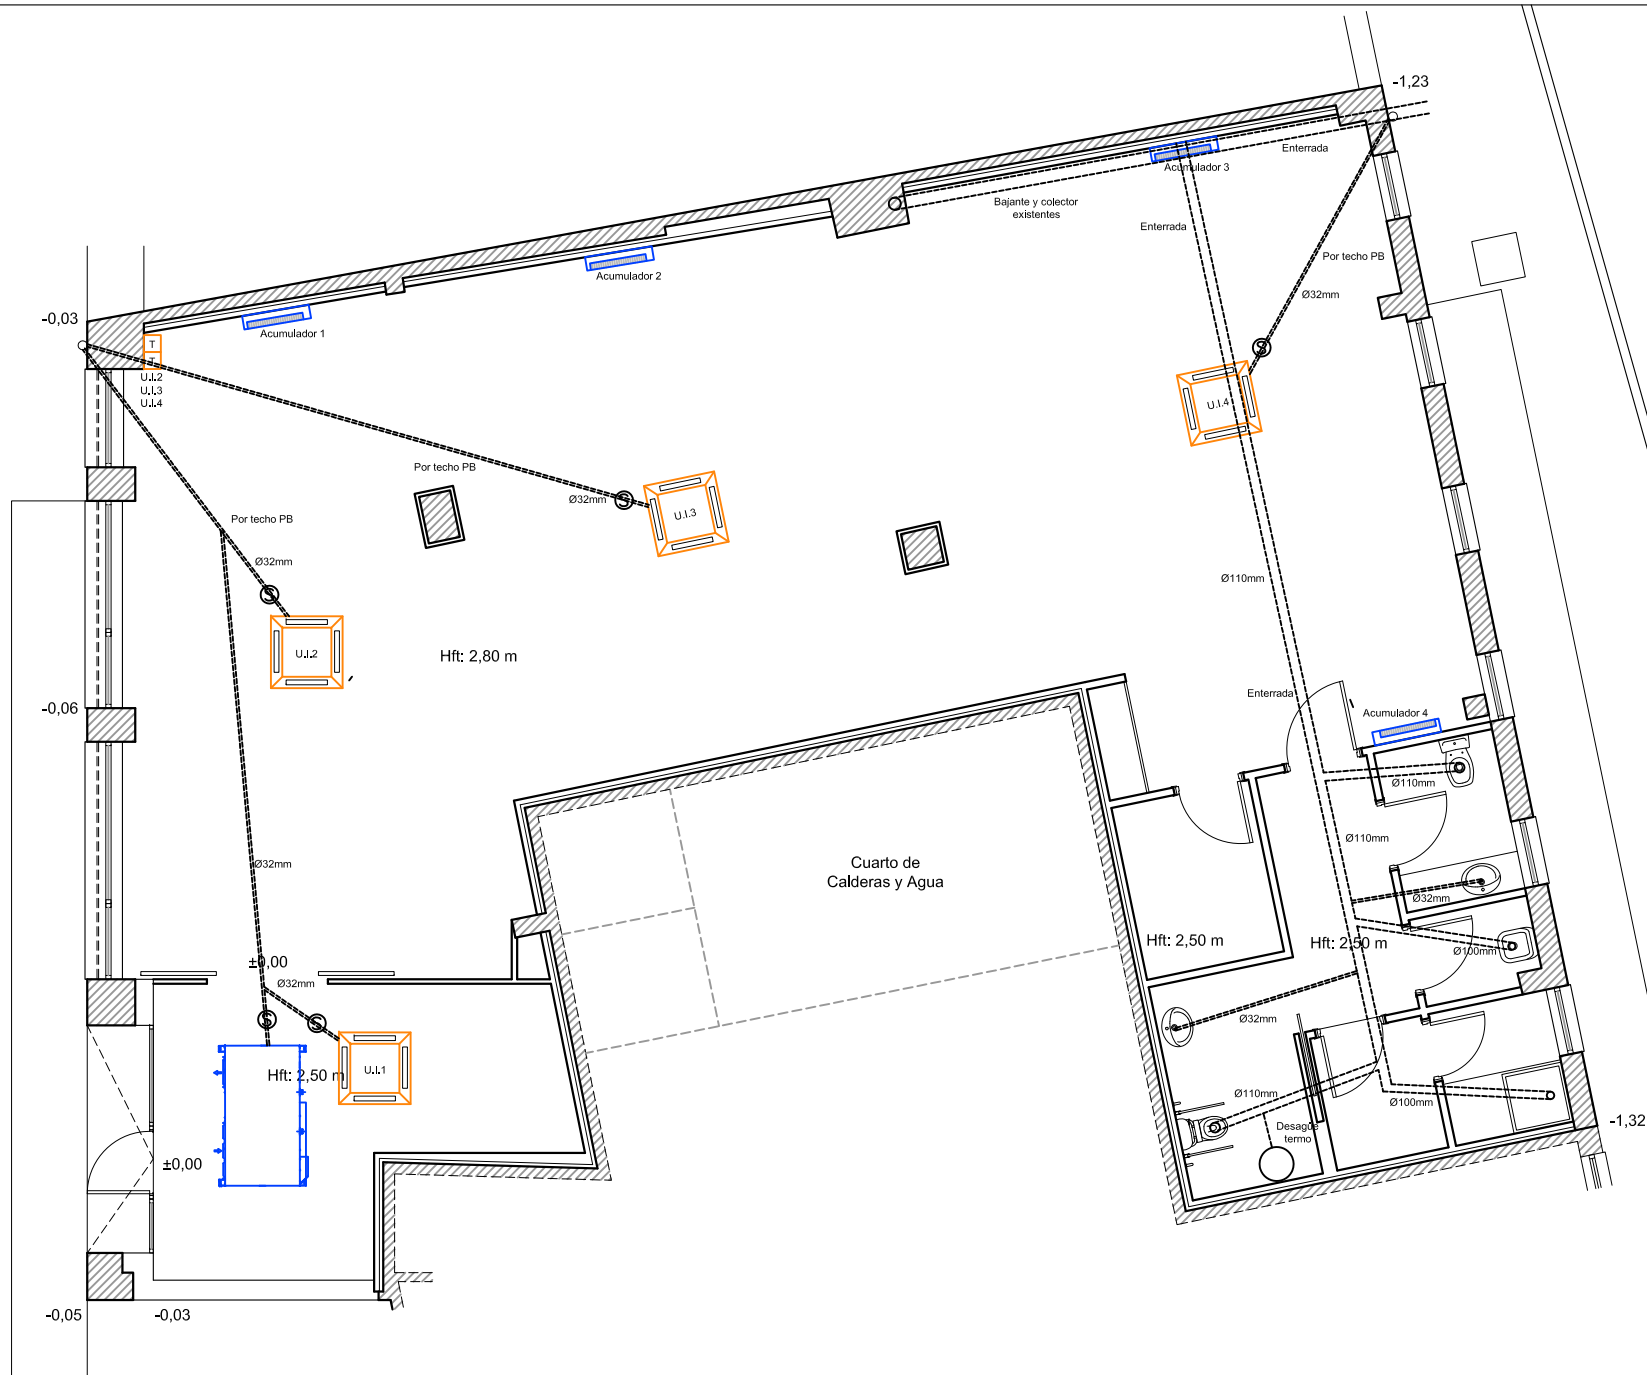 -1,23
Enterrada
Acumulador 3
Bajante y colector
existentes
Enterrada
Por techo PB
Acumulador 2
Ø32mm
-0,03
Acumulador 1
T
T
U.I.2
U.I.3
U.I.4
U.I.4
Por techo PB
Ø32mm
U.I.3
Por techo PB
Ø32mm
Ø110mm
S
S
S
U.I.2
Hft: 2,80 m
Enterrada
-0,06
Acumulador 4
Ø110mm
Ø110mm
Ø32mm
Cuarto de
Calderas y Agua
Ø32mm
Hft: 2,50 m
Hft: 2,50 m
Ø100mm
±0,00
Ø32mm
Ø32mm
S
S
Hft: 2,50 m
U.I.1
Ø110mm
Ø100mm
-1,32
Desagüe
termo
±0,00
-0,05
-0,03